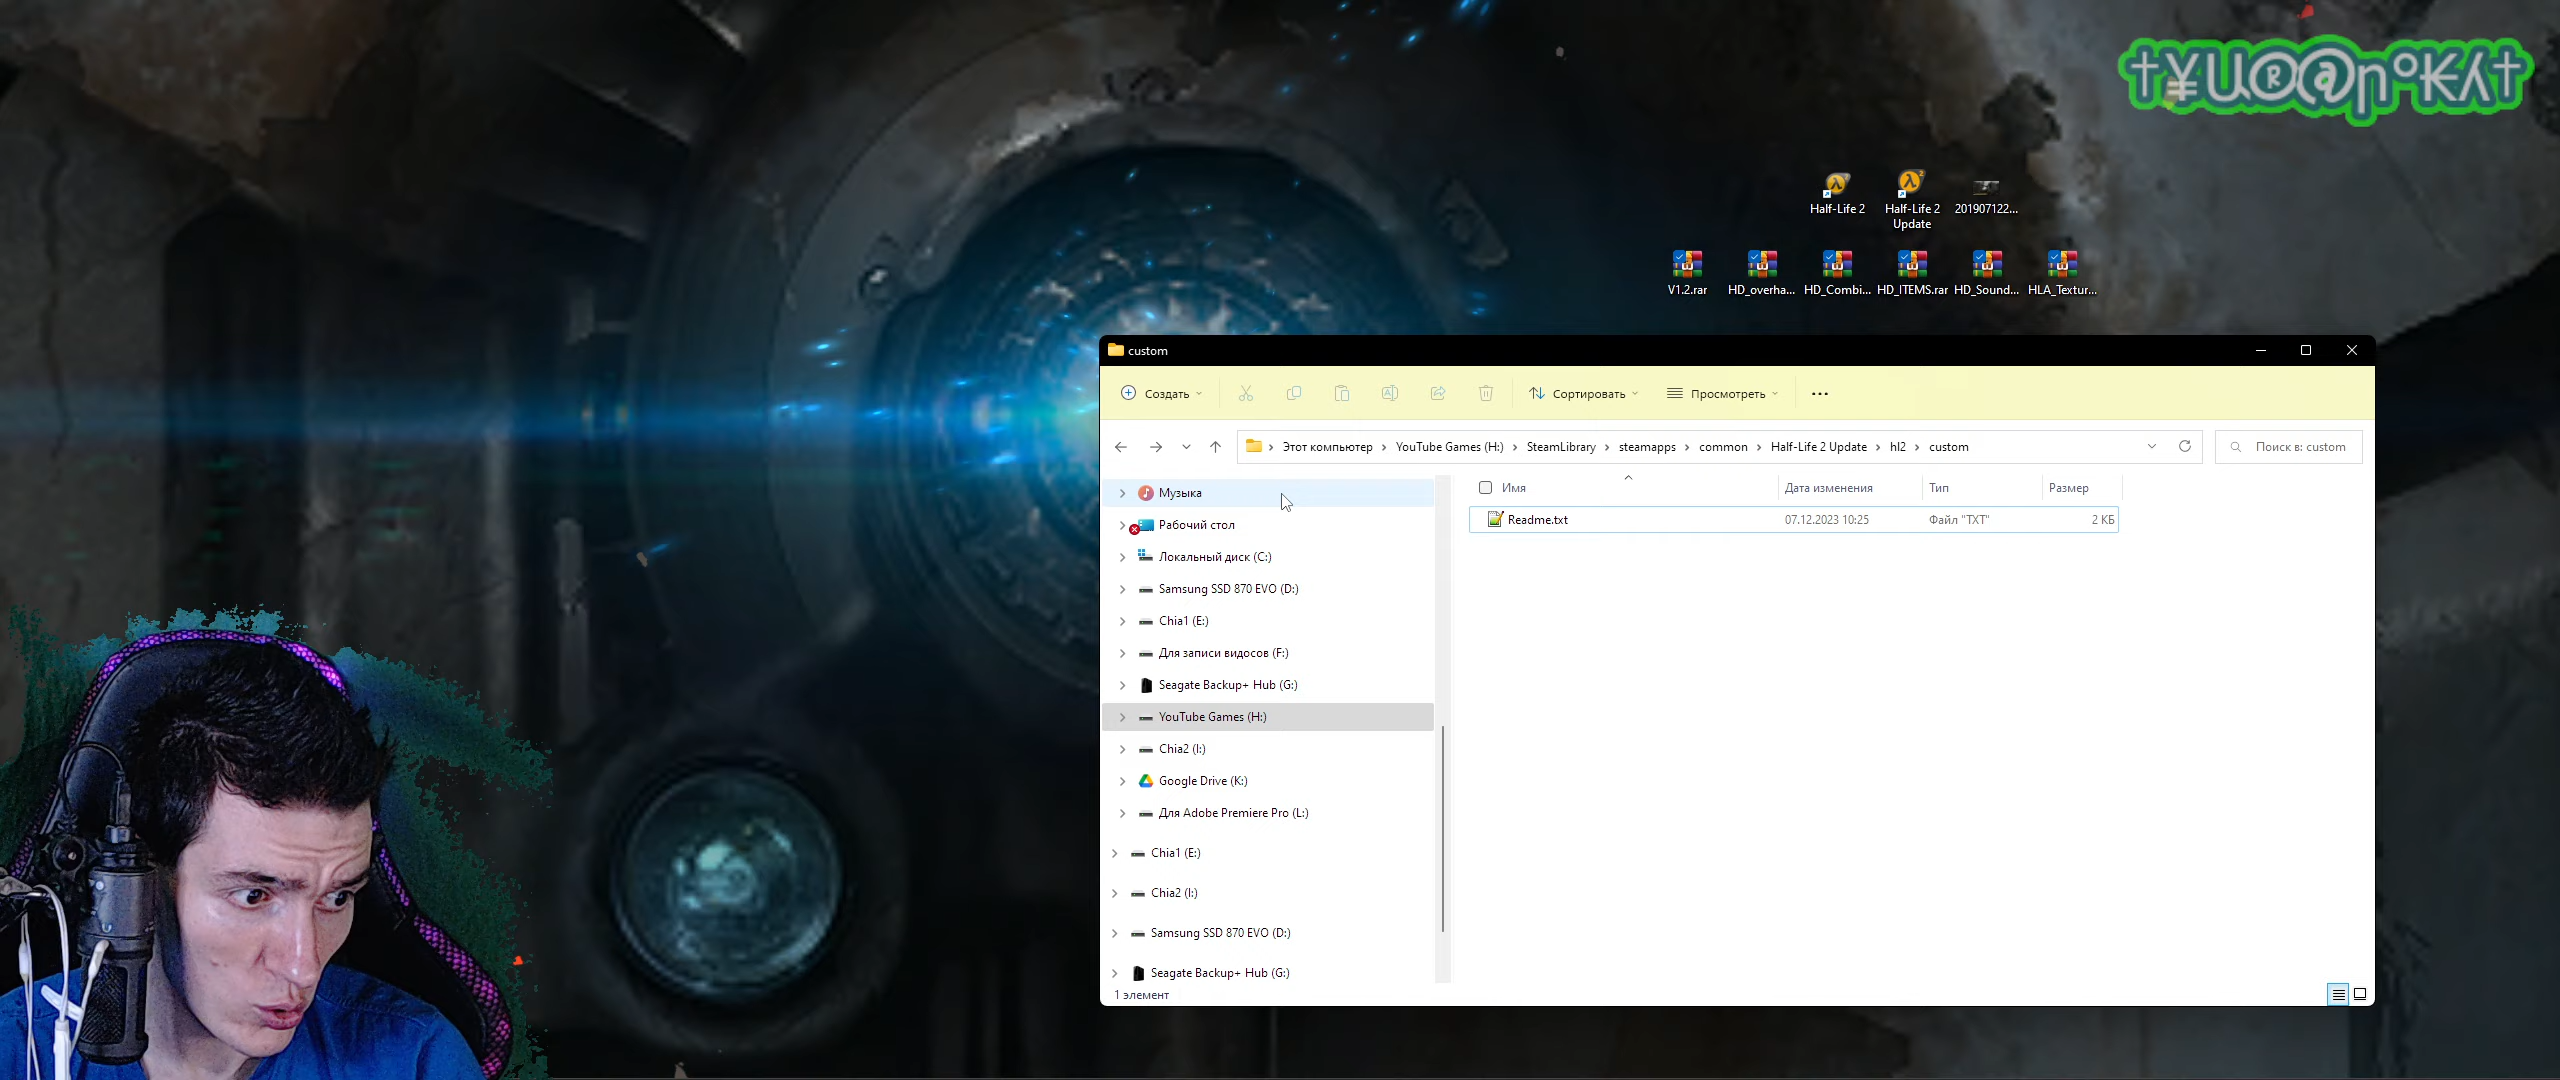 †¥UR@n°KΛ†
Half-Life 2
Half-Life 2
Update
201907122...
V1.2.rar
HD_overha...
HD_Combi...
HD_ITEMS.rar
HD_Sound...
HLA_Textur...
custom
Создать
Сортировать
Просмотреть
Этот компьютер
YouTube Games (H:)
SteamLibrary
steamapps
common
Half-Life 2 Update
hl2
custom
Поиск в: custom
Музыка
Рабочий стол
Локальный диск (C:)
Samsung SSD 870 EVO (D:)
Chia1 (E:)
Для записи видосов (F:)
Seagate Backup+ Hub (G:)
YouTube Games (H:)
Chia2 (I:)
Google Drive (K:)
Для Adobe Premiere Pro (L:)
Chia1 (E:)
Chia2 (I:)
Samsung SSD 870 EVO (D:)
Seagate Backup+ Hub (G:)
Имя
Дата изменения
Тип
Размер
Readme.txt
07.12.2023 10:25
Файл "TXT"
2 КБ
1 элемент